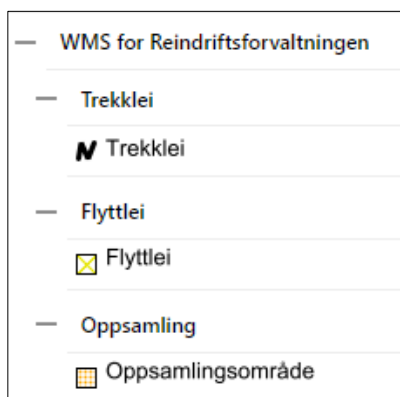 WMS for Reindriftsforvaltningen
Trekklei
Trekklei
Flyttlei
Flyttlei
Oppsamling
Oppsamlingsområde